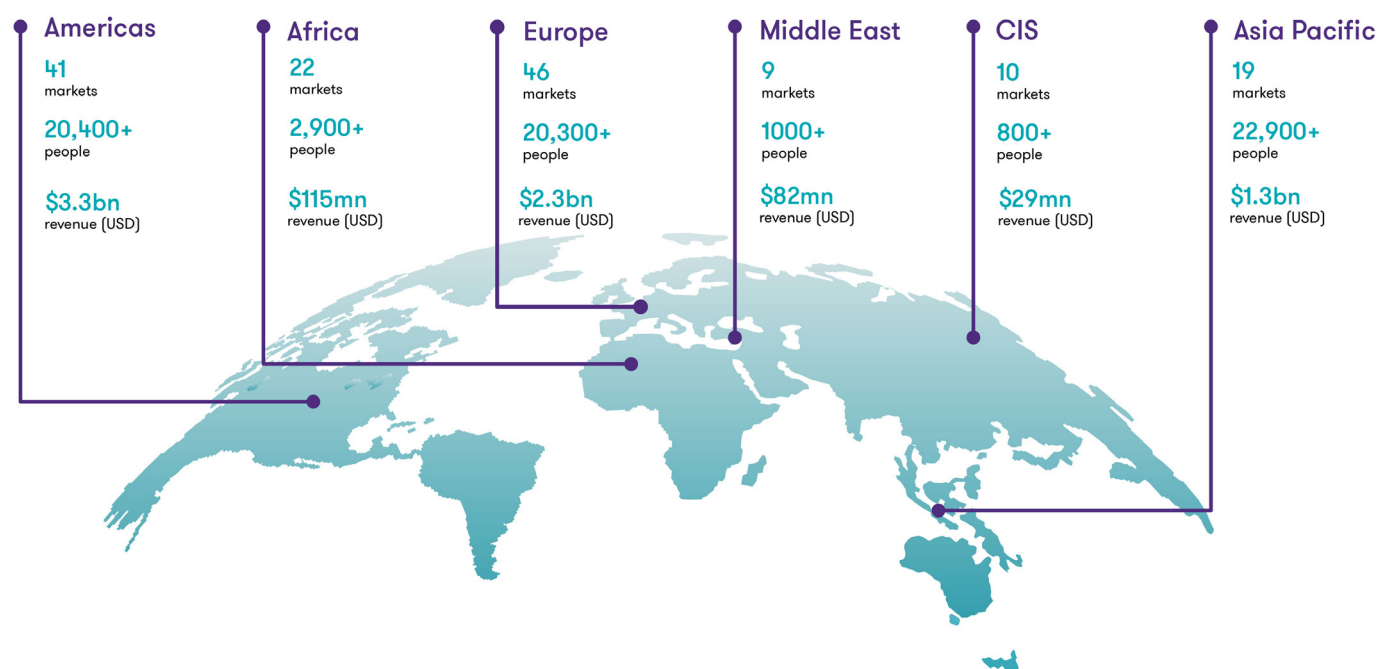 Americas
41
markets
20,400+
people
$3.3bn
revenue (USD)
Africa
22
markets
2,900+
people
$115mn
revenue (USD)
Europe
46
markets
20,300+
people
$2.3bn
revenue (USD)
Middle East
9
markets
1000+
people
$82mn
revenue (USD)
CIS
10
markets
800+
people
$29mn
revenue (USD)
Asia Pacific
19
markets
22,900+
people
$1.3bn
revenue (USD)